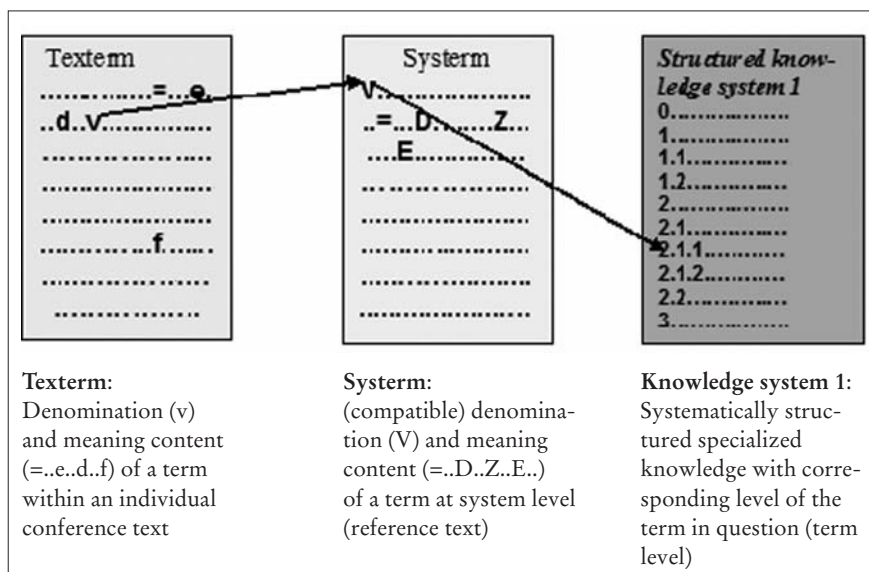 Texterm
..................=....e.
..d..v.................
..........................
..........................
..........................
..................f.......
..........................
......................
Systerm
V........................
..=...D........Z...
....E................
..........................
..........................
..........................
..........................
..........................
Structured know-
ledge system 1
0.................
1.................
1.1...............
1.2...............
2.................
2.1...............
2.1.1............
2.1.2............
2.2...............
3.................
Texterm:
Denomination (v)
and meaning content
(=..e..d..f) of a term
within an individual
conference text
Systerm:
(compatible) denomina-
tion (V) and meaning
content (=..D..Z..E..)
of a term at system level
(reference text)
Knowledge system 1:
Systematically struc-
tured specialized
knowledge with corre-
sponding level of the
term in question (term
level)